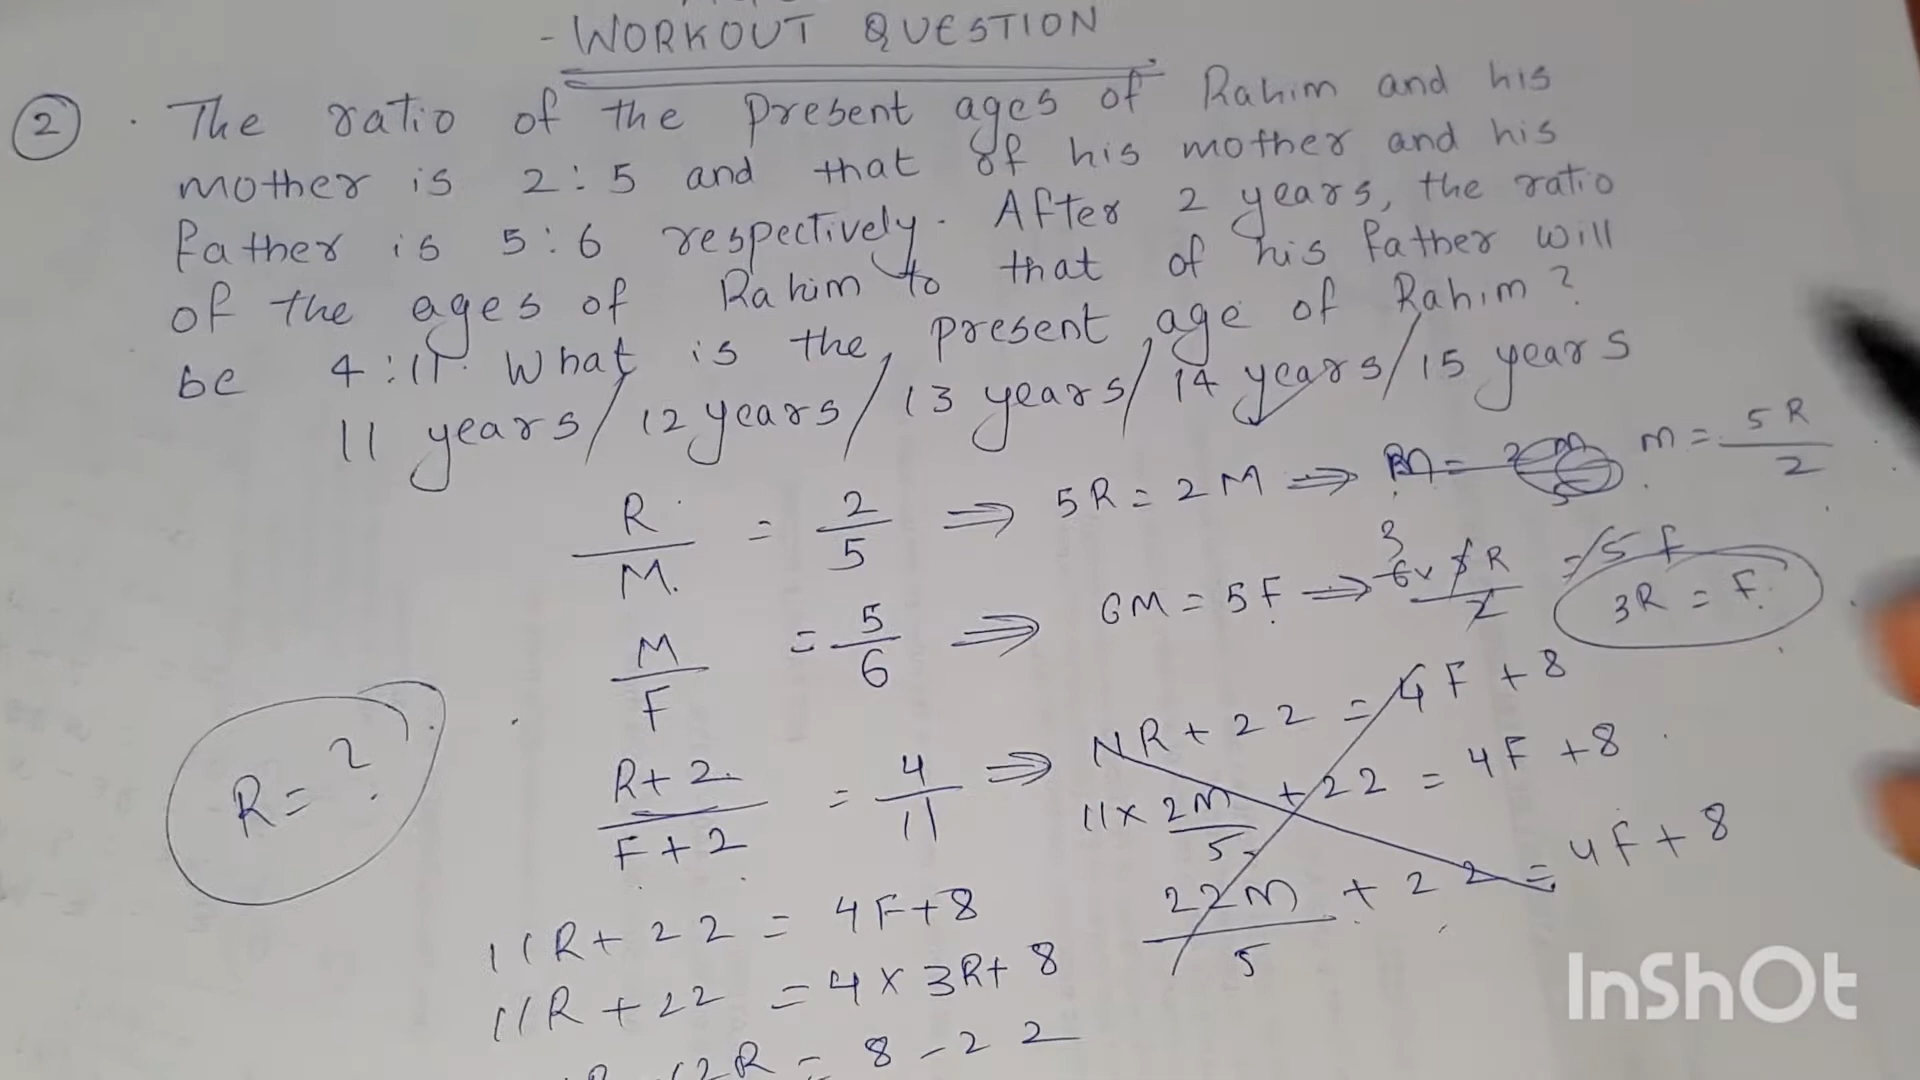 - WORKOUT QUESTION
2 . The ratio of the present ages of Rahim and his
mother is 2:5 and that of his mother and his
father is 5:6 respectively. After 2 years, the ratio
of the ages of Rahim to that of his father will
be 4:11. What is the present age of Rahim?
11 years / 12 years / 13 years / 14 years / 15 years
R/M. = 2/5 ⇒ 5R = 2M ⇒ m = 5R/2
M/F = 5/6 ⇒ 6M = 5F ⇒ 6 x 5R/2 = 5F
3
3R = F.
R = ?
R+2/F+2 = 4/11 ⇒ 11R + 22 = 4F + 8
11 x 2M/5 + 22 = 4F + 8
22M/5 + 22 = 4F + 8
11R + 22 = 4F+8
11R + 22 = 4 x 3R+ 8
12R = 8 - 22
InShOt